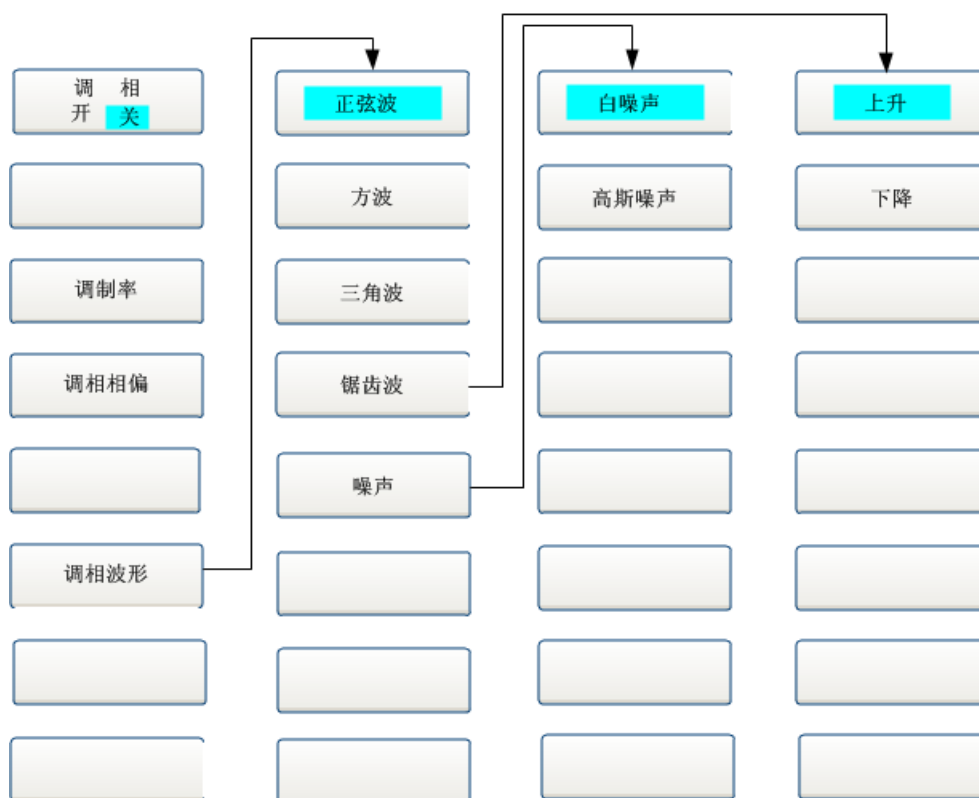 调 相
开 关
调制率
调相相偏
调相波形
正弦波
方波
三角波
锯齿波
噪声
白噪声
高斯噪声
上升
下降